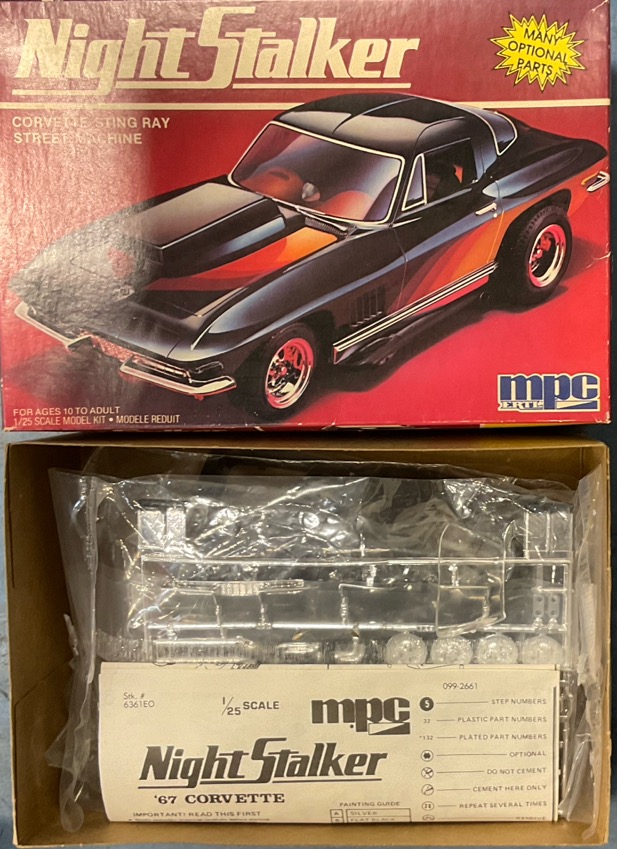 Night Stalker
MANY
OPTIONAL
PARTS
CORVETTE STING RAY
STREET MACHINE
mpc
ERTL
FOR AGES 10 TO ADULT
1/25 SCALE MODEL KIT • MODELE REDUIT
Stk. #
6361EO
1/25 SCALE
mpc
099-2661
Night Stalker
'67 CORVETTE
IMPORTANT! READ THIS FIRST
5 STEP NUMBERS
32 PLASTIC PART NUMBERS
*132 PLATED PART NUMBERS
OPTIONAL
DO NOT CEMENT
CEMENT HERE ONLY
REPEAT SEVERAL TIMES
PAINTING GUIDE
A SILVER
B FLAT BLACK